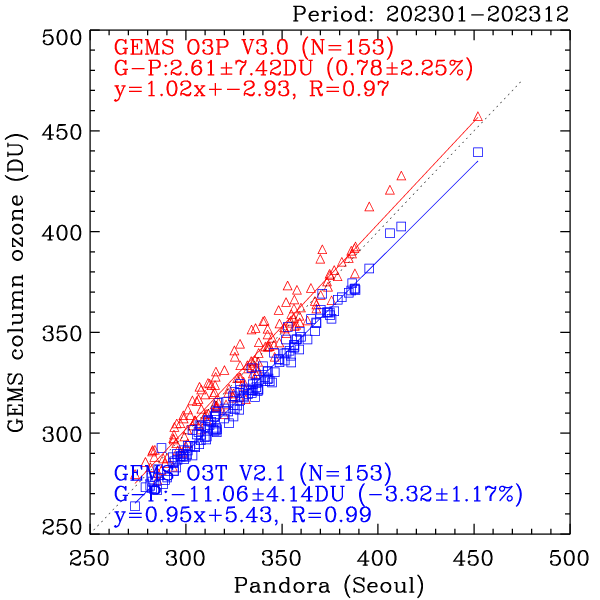 Period: 202301-202312
500
GEMS O3P V3.0 (N=153)
G-P:2.61±7.42DU (0.78±2.25%)
y=1.02x+-2.93, R=0.97
450
400
350
300
250
GEMS column ozone (DU)
GEMS O3T V2.1 (N=153)
G-P:-11.06±4.14DU (-3.32±1.17%)
y=0.95x+5.43, R=0.99
250 300 350 400 450 500
Pandora (Seoul)